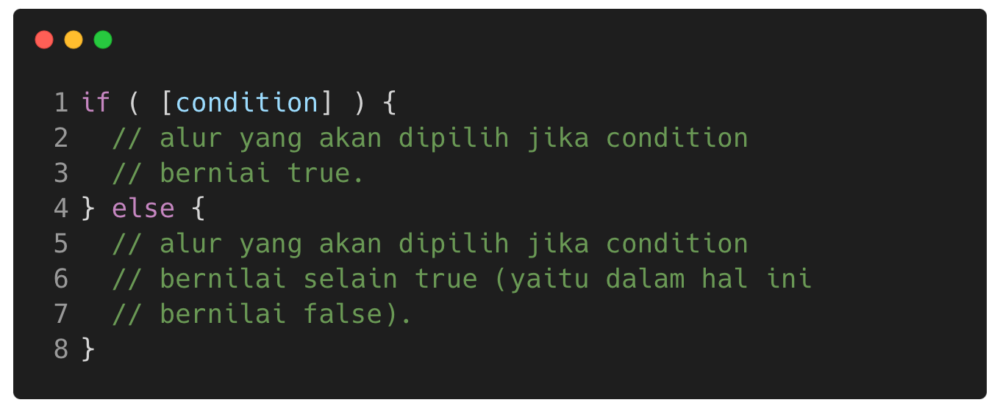 1 if ( [condition] ) {
2   // alur yang akan dipilih jika condition
3   // berniai true.
4 } else {
5   // alur yang akan dipilih jika condition
6   // bernilai selain true (yaitu dalam hal ini
7   // bernilai false).
8 }